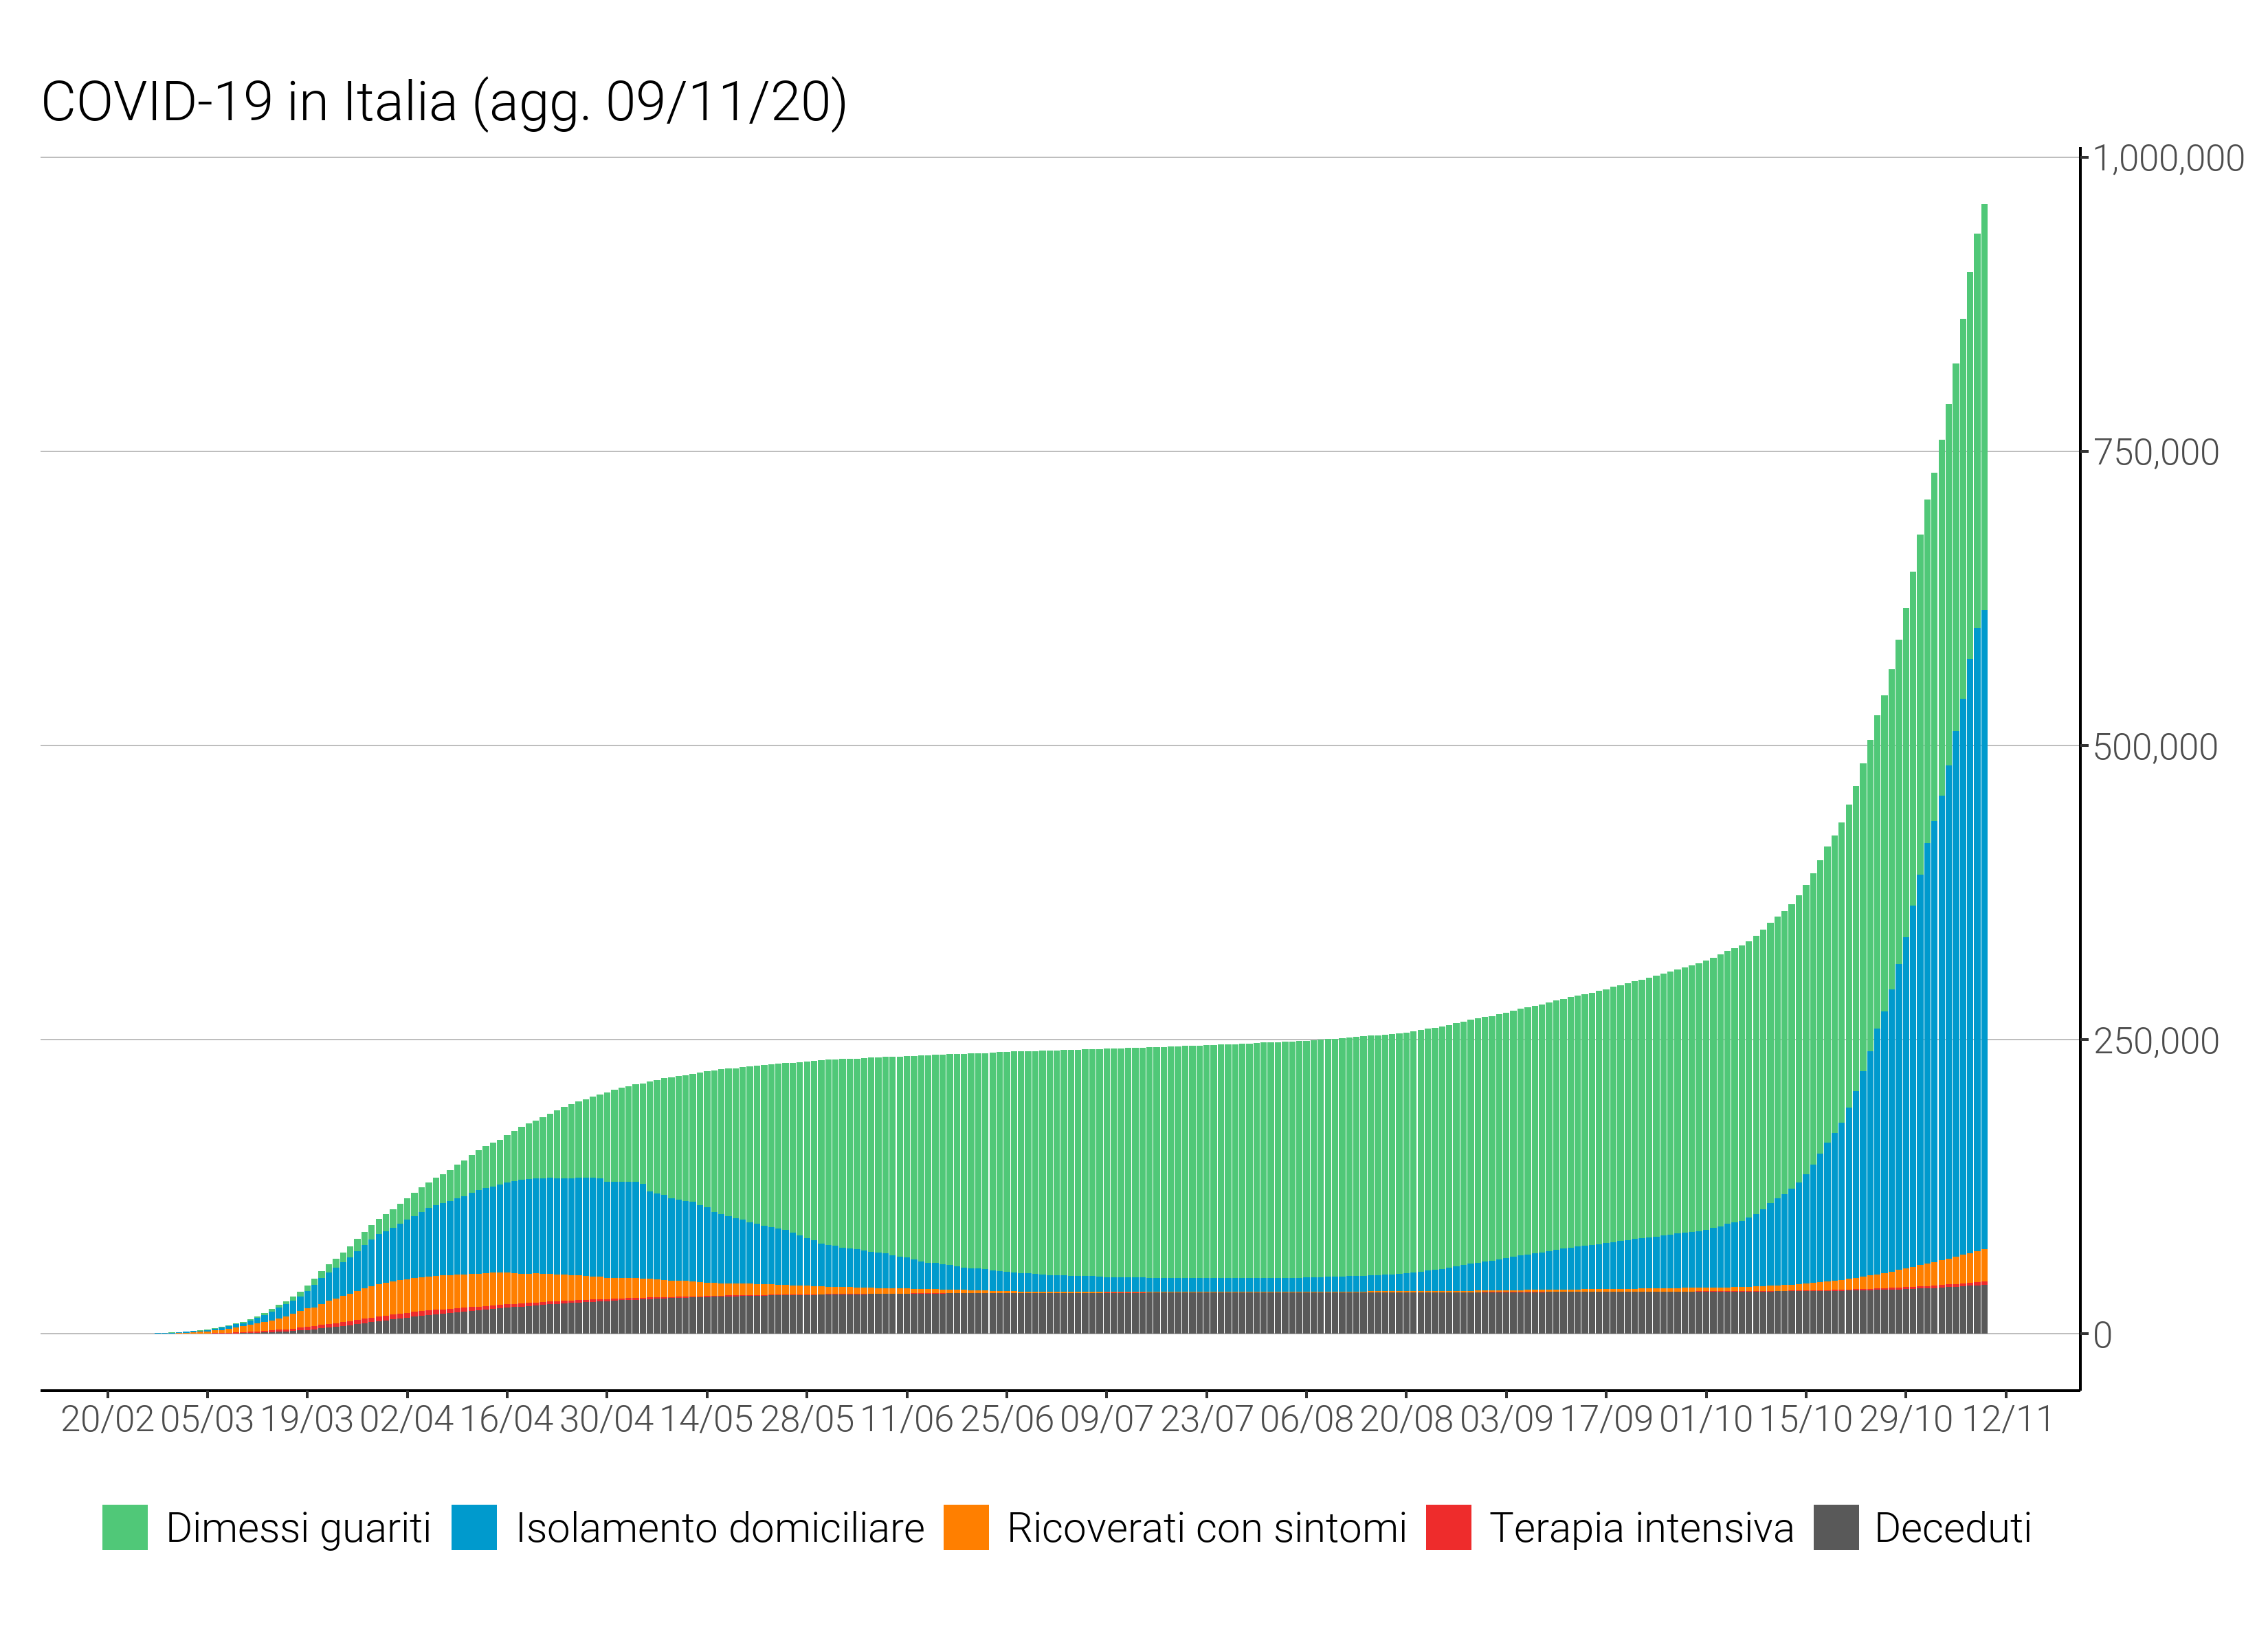 COVID-19 in Italia (agg. 09/11/20)
1,000,000
750,000
500,000
250,000
0
20/02 05/03 19/03 02/04 16/04 30/04 14/05 28/05 11/06 25/06 09/07 23/07 06/08 20/08 03/09 17/09 01/10 15/10 29/10 12/11
Dimessi guariti Isolamento domiciliare Ricoverati con sintomi Terapia intensiva Deceduti